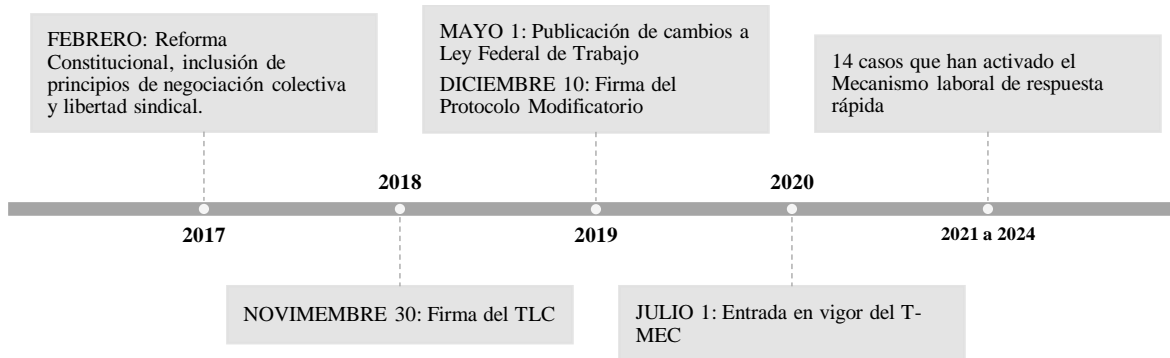 FEBRERO: Reforma
Constitucional, inclusión de
principios de negociación colectiva
y libertad sindical.
MAYO 1: Publicación de cambios a
Ley Federal de Trabajo
DICIEMBRE 10: Firma del
Protocolo Modificatorio
14 casos que han activado el
Mecanismo laboral de respuesta
rápida
2018
2020
2017
2019
2021 a 2024
NOVIMEMBRE 30: Firma del TLC
JULIO 1: Entrada en vigor del T-
MEC